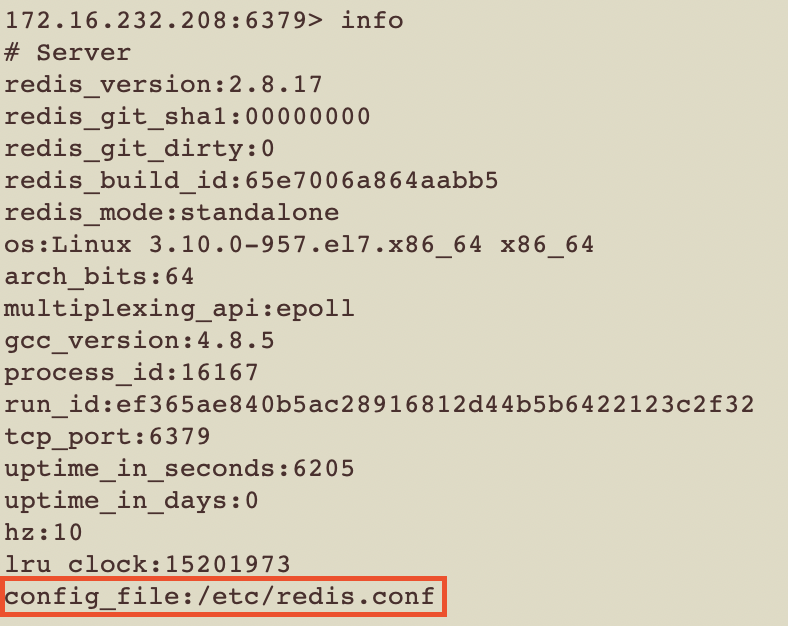 172.16.232.208:6379> info
# Server
redis_version:2.8.17
redis_git_sha1:00000000
redis_git_dirty:0
redis_build_id:65e7006a864aabb5
redis_mode:standalone
os:Linux 3.10.0-957.el7.x86_64 x86_64
arch_bits:64
multiplexing_api:epoll
gcc_version:4.8.5
process_id:16167
run_id:ef365ae840b5ac28916812d44b5b6422123c2f32
tcp_port:6379
uptime_in_seconds:6205
uptime_in_days:0
hz:10
lru_clock:15201973
config_file:/etc/redis.conf